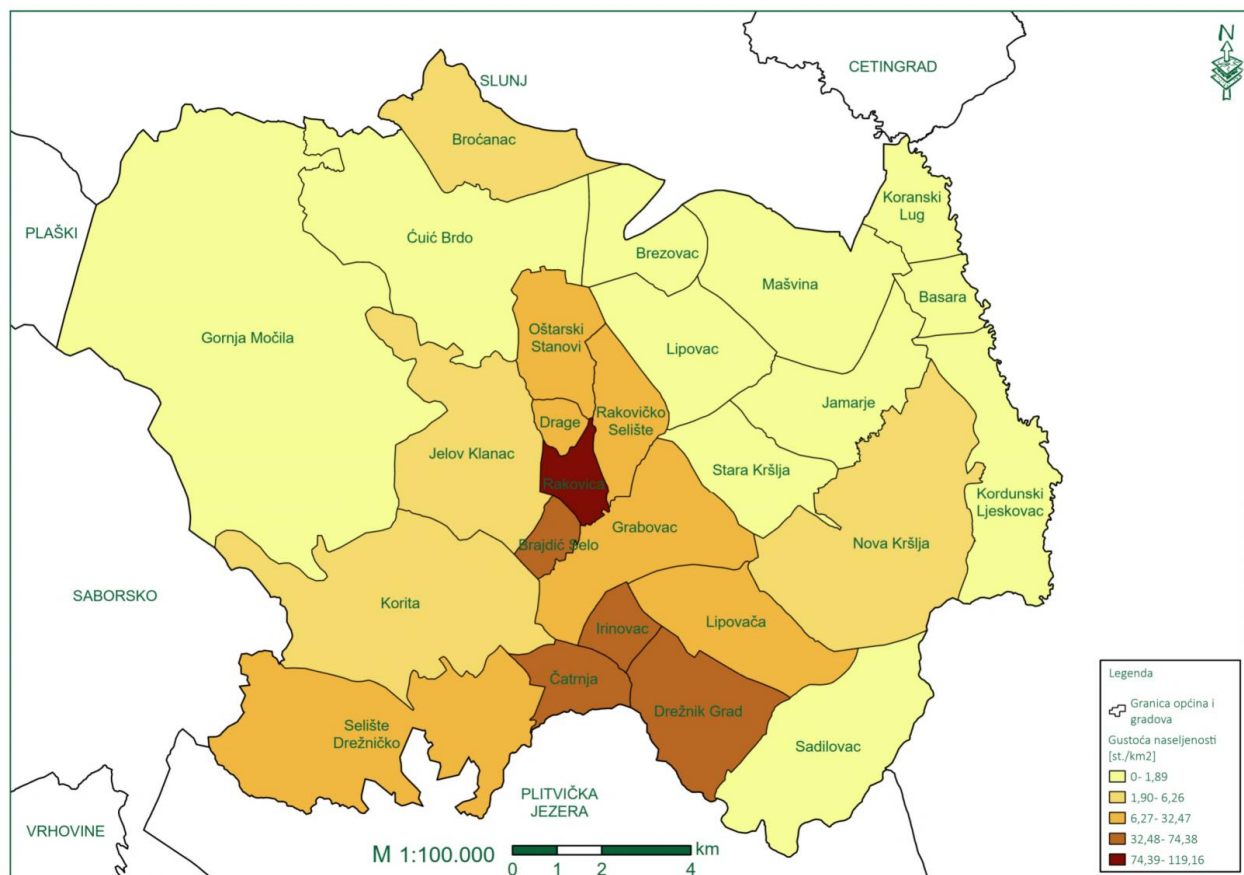 N
CETINGRAD
SLUNJ
Broćanac
Koranski
Lug
PLAŠKI
Ćuić Brdo
Brezovac
Mašvina
Basara
Gornja Močila
Oštarski
Stanovi
Lipovac
Jamarje
Drage
Rakovičko
Selište
Jelov Klanac
Stara Kršlja
Rakovica
Kordunski
Ljeskovac
Grabovac
Brajdić Selo
Nova Kršlja
SABORSKO
Korita
Irinovac
Lipovača
Čatrnja
Drežnik Grad
Selište
Drežničko
Sadilovac
PLITVIČKA
JEZERA
VRHOVINE
M 1:100.000
km
0 1 2 4
Legenda
Granica općina i
gradova
Gustoća naseljenosti
[st./km2]
0- 1,89
1,90- 6,26
6,27- 32,47
32,48- 74,38
74,39- 119,16